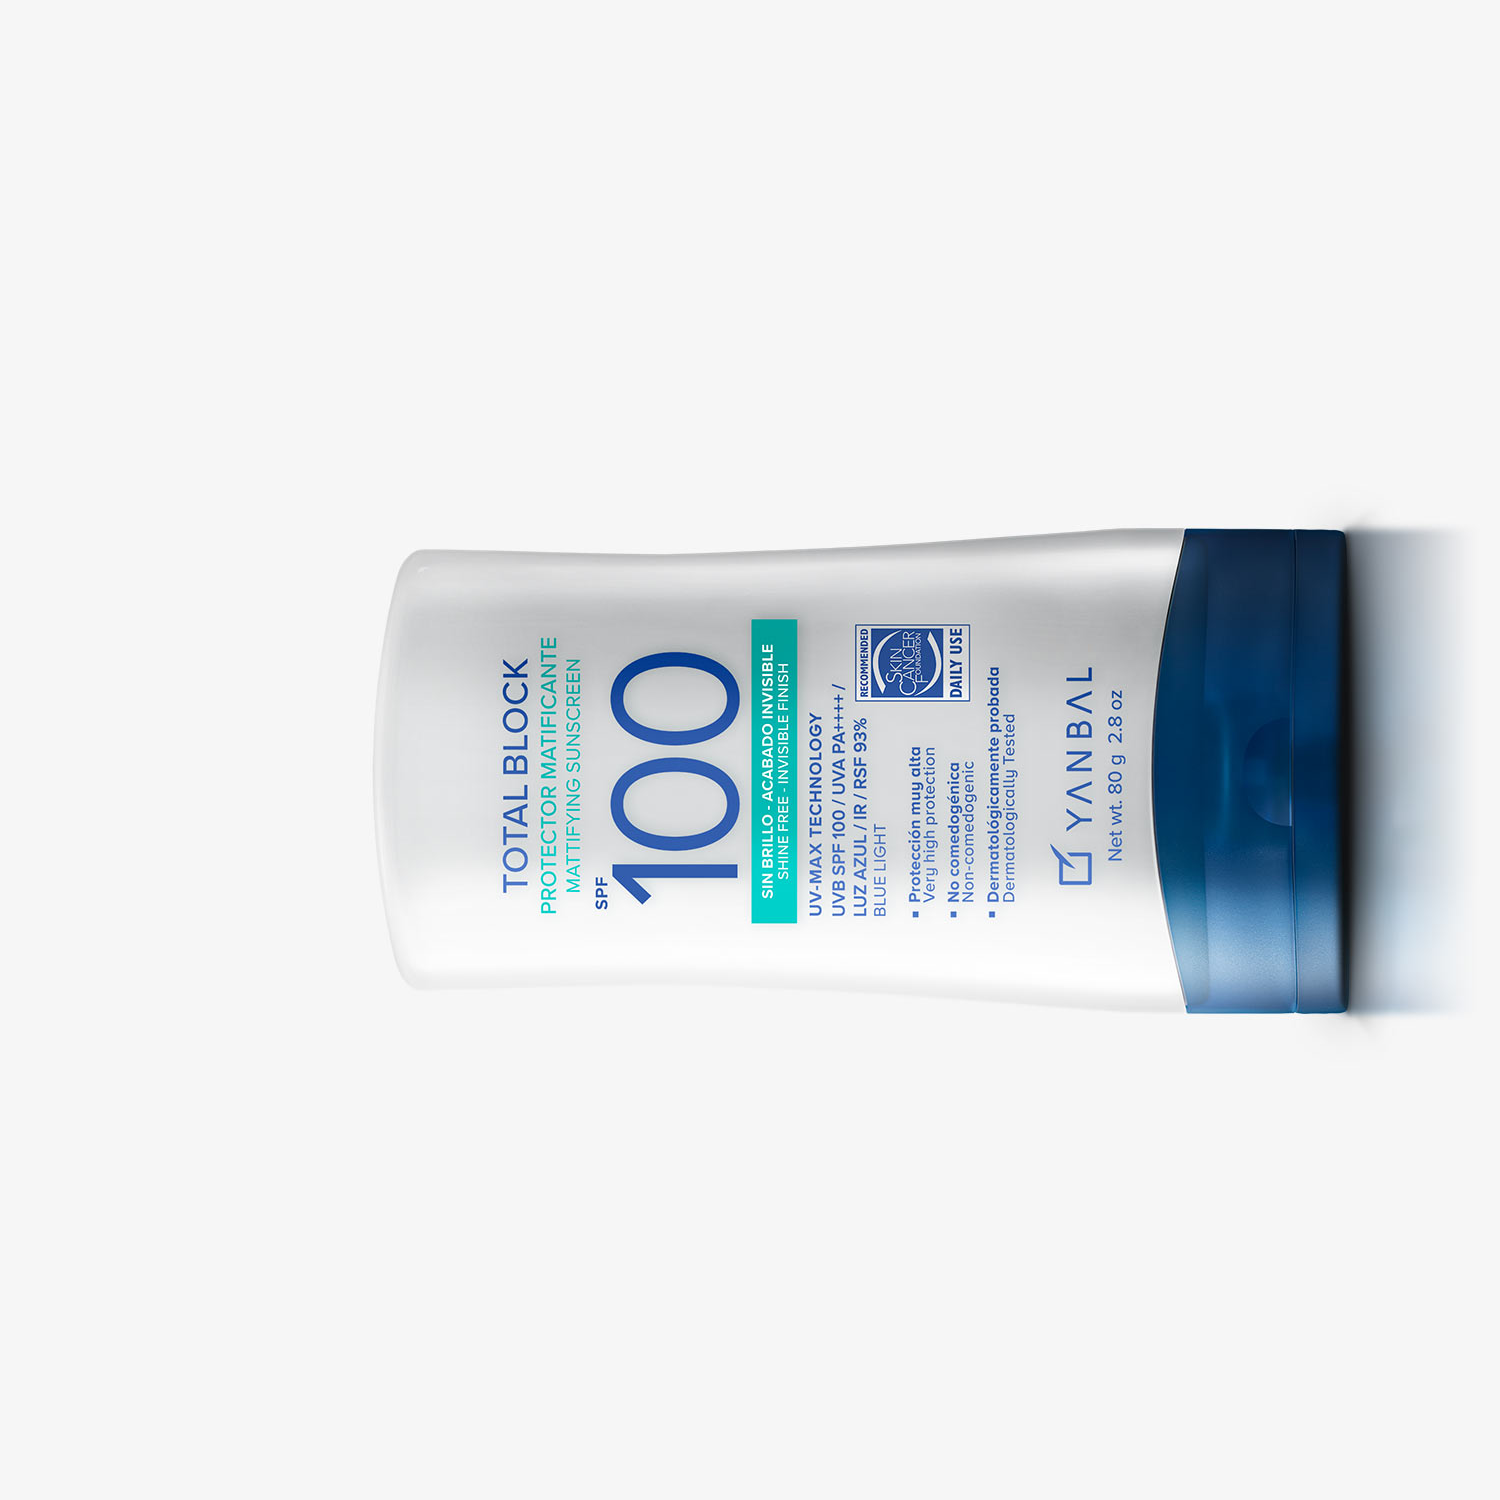 TOTAL BLOCK
PROTECTOR MATIFICANTE
MATTIFYING SUNSCREEN
SPF
100
SIN BRILLO - ACABADO INVISIBLE
SHINE FREE - INVISIBLE FINISH
UV-MAX TECHNOLOGY
UVB SPF 100 / UVA PA++++ /
LUZ AZUL / IR / RSF 93%
BLUE LIGHT
RECOMMENDED
SKIN
CANCER
FOUNDATION
DAILY USE
▪ Protección muy alta
Very high protection
▪ No comedogénica
Non-comedogenic
▪ Dermatológicamente probada
Dermatologically Tested
YANBAL
Net wt. 80 g 2.8 oz